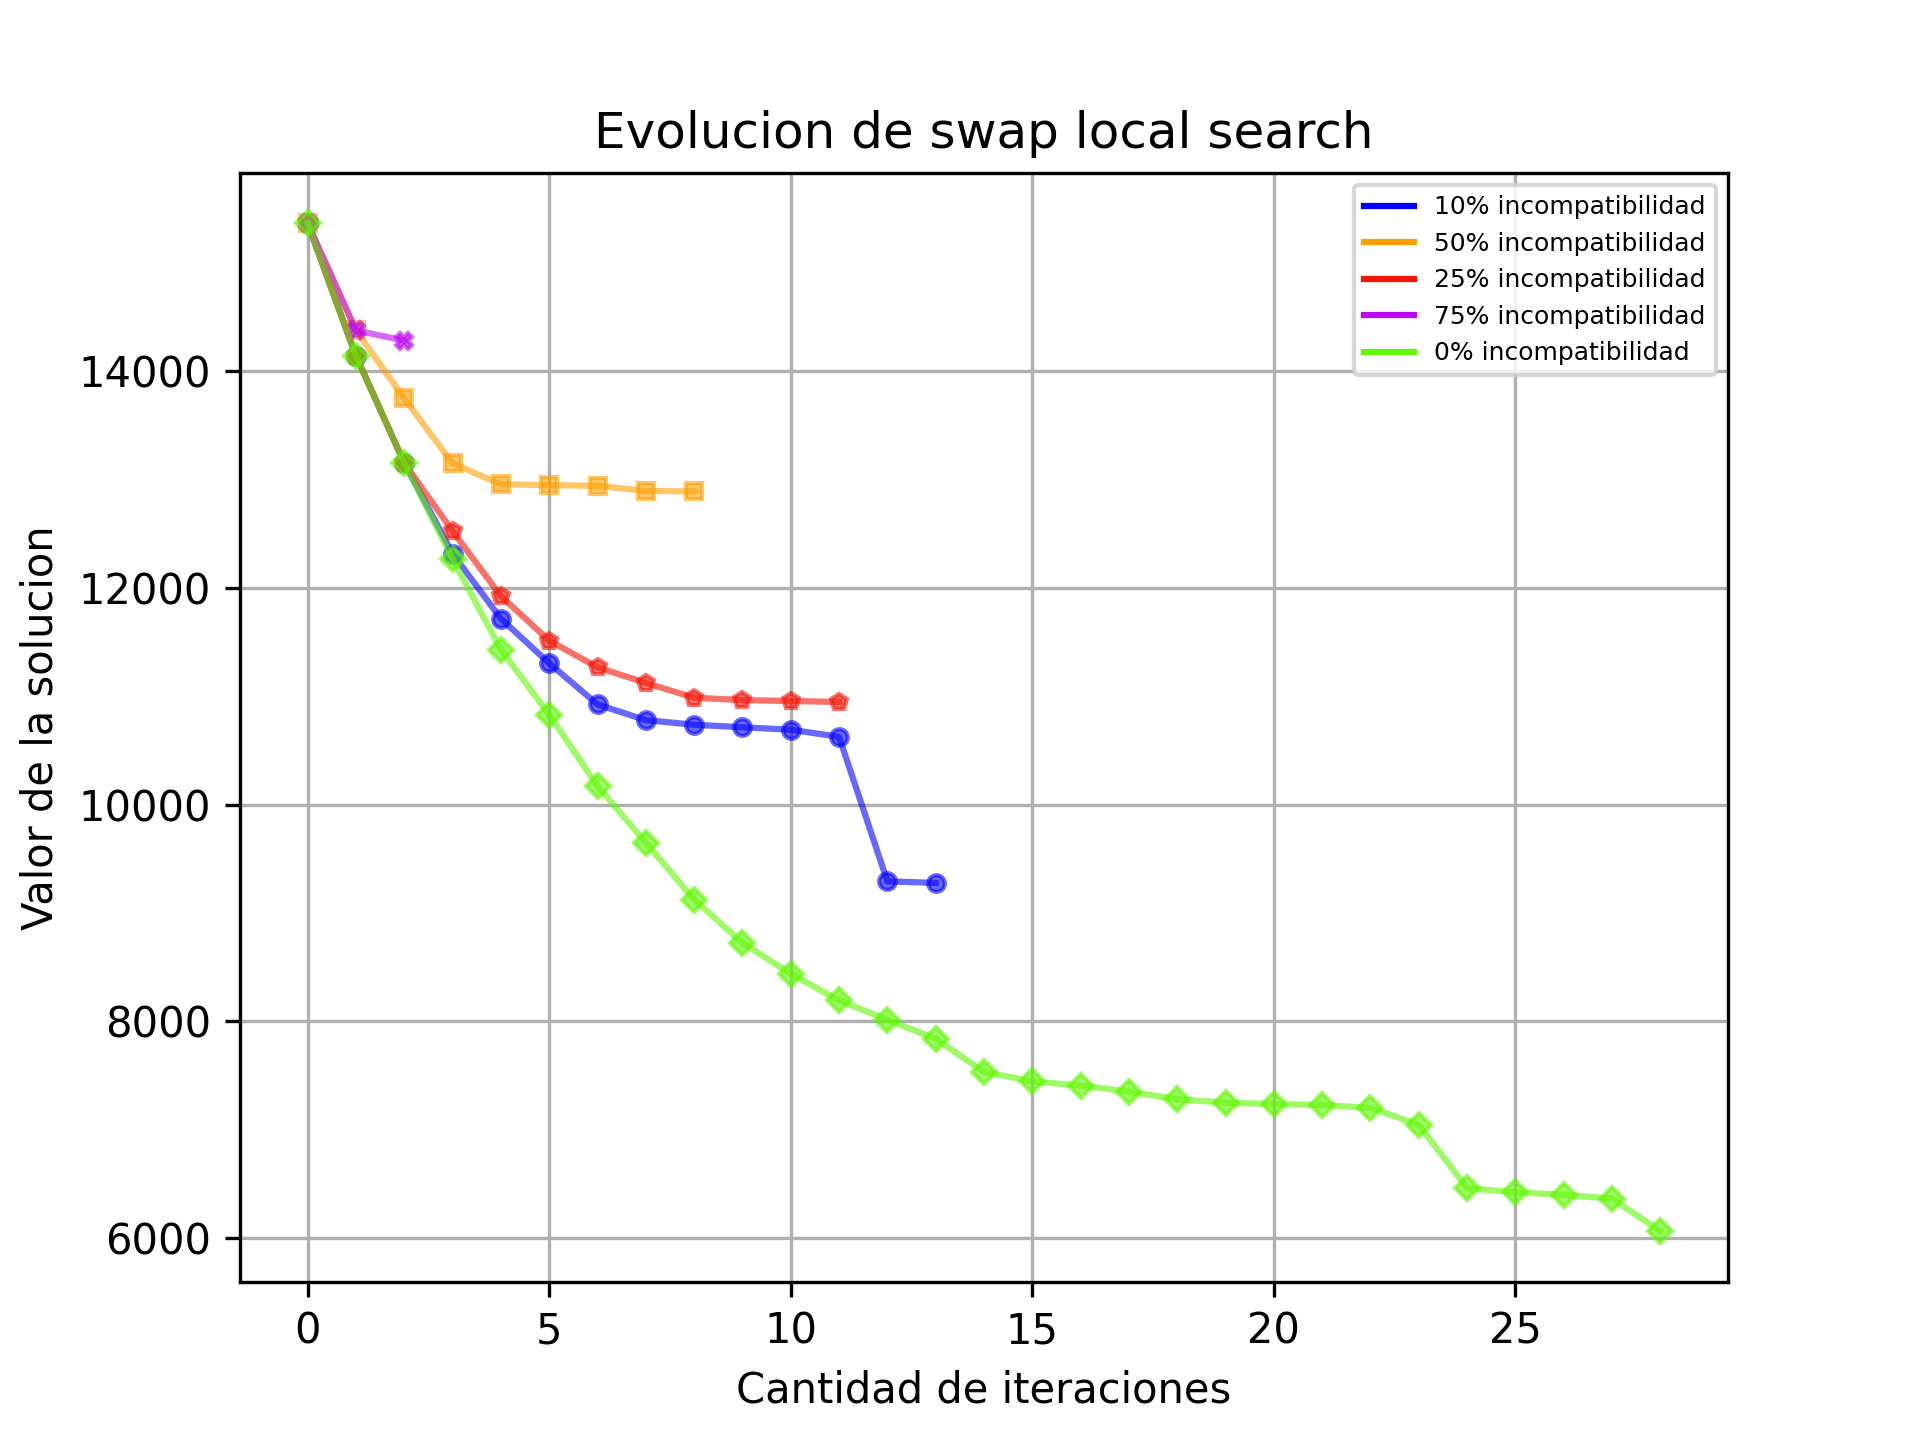 Evolucion de swap local search
10% incompatibilidad
50% incompatibilidad
25% incompatibilidad
75% incompatibilidad
0% incompatibilidad
Valor de la solucion
14000
12000
10000
8000
6000
0 5 10 15 20 25
Cantidad de iteraciones